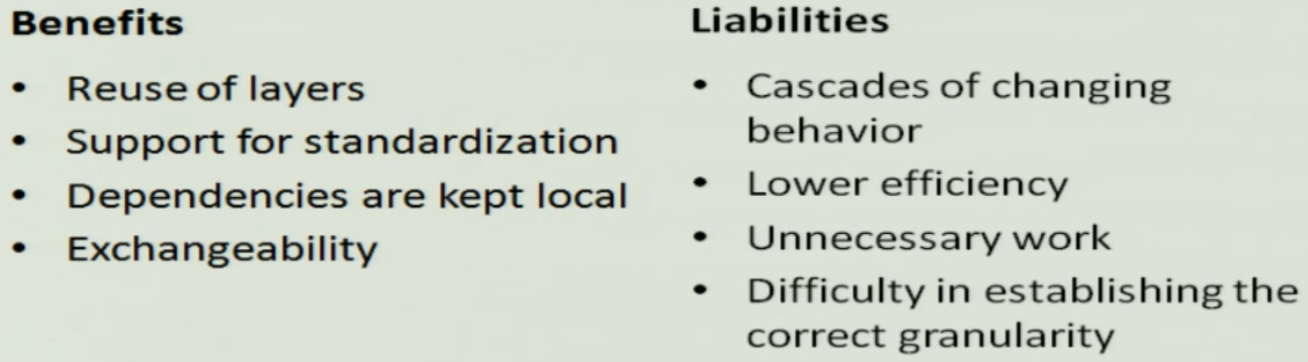 Benefits
• Reuse of layers
• Support for standardization
• Dependencies are kept local
• Exchangeability
Liabilities
• Cascades of changing
behavior
• Lower efficiency
• Unnecessary work
• Difficulty in establishing the
correct granularity